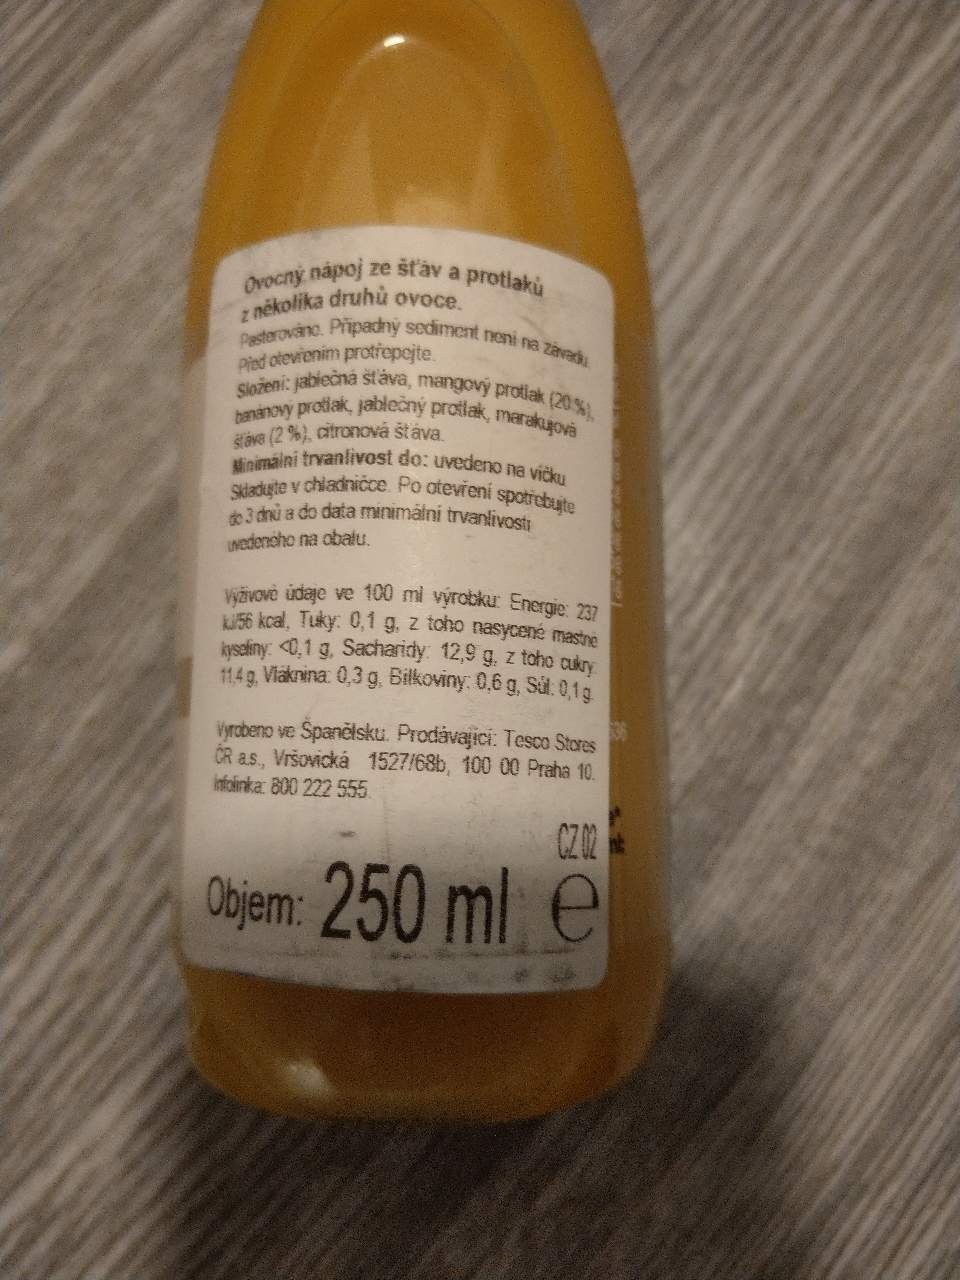 Ovocný nápoj ze šťáv a protlaků
z několika druhů ovoce.
Pasterováno. Případný sediment není na závadu.
Před otevřením protřepejte.
Složení: jablečná šťáva, mangový protlak (20 %),
banánový protlak, jablečný protlak, marakujová
šťáva (2 %), citronová šťáva.
Minimální trvanlivost do: uvedeno na víčku
Skladujte v chladničce. Po otevření spotřebujte
do 3 dnů a do data minimální trvanlivosti
uvedeného na obalu.
Výživové údaje ve 100 ml výrobku: Energie: 237
kJ/56 kcal, Tuky: 0,1 g, z toho nasycené mastné
kyseliny: <0,1 g, Sacharidy: 12,9 g, z toho cukry:
11,4 g, Vláknina: 0,3 g, Bílkoviny: 0,6 g, Sůl: 0,1 g.
Vyrobeno ve Španělsku. Prodávající: Tesco Stores
ČR a.s., Vršovická 1527/68b, 100 00 Praha 10.
Infolinka: 800 222 555.
CZ 02
Objem: 250 ml e